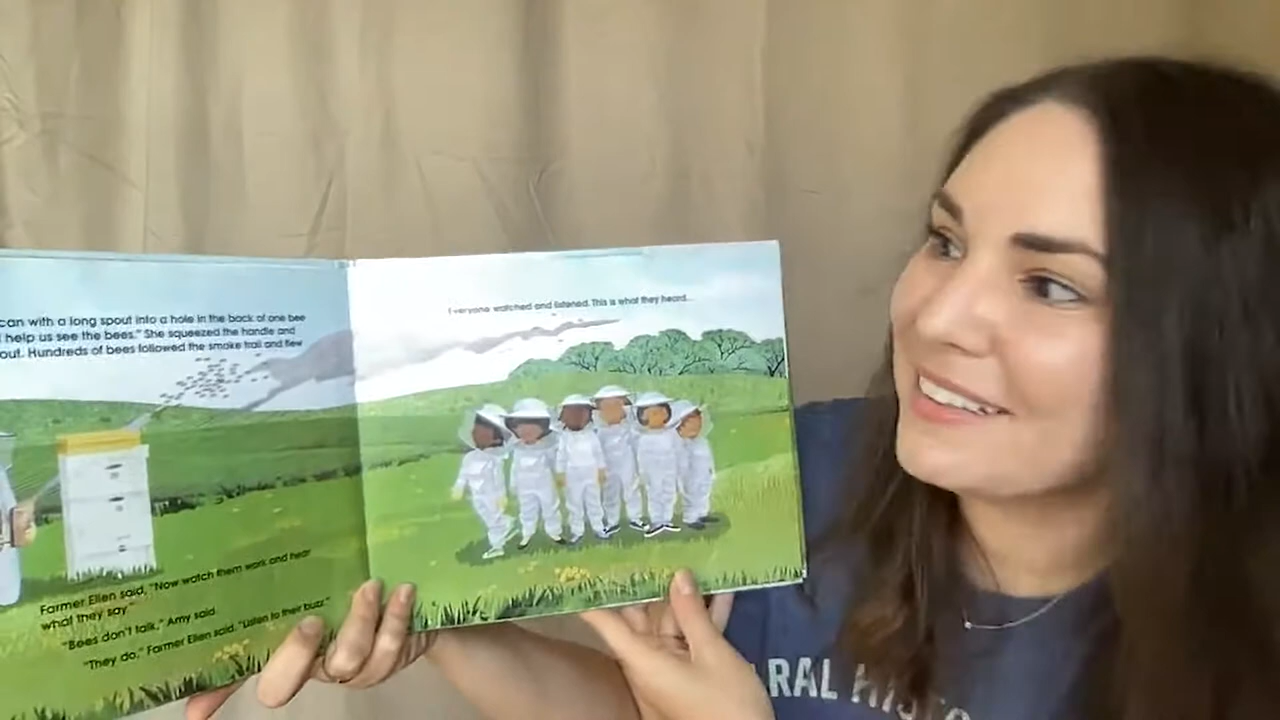 can with a long spout into a hole in the back of one bee
help us see the bees." She squeezed the handle and
out. Hundreds of bees followed the smoke trail and flew
Farmer Ellen said, "Now watch them work and hear
what they say."
"Bees don't talk," Amy said.
"They do," Farmer Ellen said. "Listen to their buzz."
Everyone watched and listened. This is what they heard...
RAL HISTO